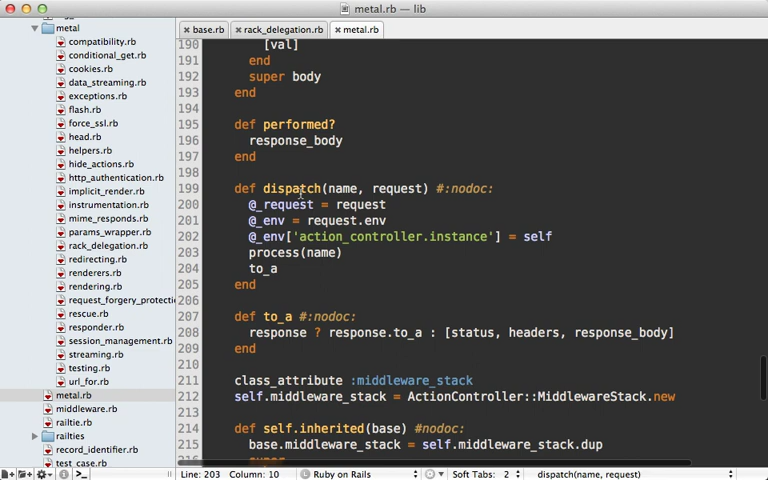 metal.rb — lib
base.rb
rack_delegation.rb
metal.rb
metal
compatibility.rb
conditional_get.rb
cookies.rb
data_streaming.rb
exceptions.rb
flash.rb
force_ssl.rb
head.rb
helpers.rb
hide_actions.rb
http_authentication.rb
implicit_render.rb
instrumentation.rb
mime_responds.rb
params_wrapper.rb
rack_delegation.rb
redirecting.rb
renderers.rb
rendering.rb
request_forgery_protecti
rescue.rb
responder.rb
session_management.rb
streaming.rb
testing.rb
url_for.rb
metal.rb
middleware.rb
railtie.rb
railties
record_identifier.rb
test_case.rb
190 [val]
191 end
192 super body
193 end
194
195 def performed?
196 response_body
197 end
198
199 def dispatch(name, request) #:nodoc:
200 @_request = request
201 @_env = request.env
202 @_env['action_controller.instance'] = self
203 process(name)
204 to_a
205 end
206
207 def to_a #:nodoc:
208 response ? response.to_a : [status, headers, response_body]
209 end
210
211 class_attribute :middleware_stack
212 self.middleware_stack = ActionController::MiddlewareStack.new
213
214 def self.inherited(base) #:nodoc:
215 base.middleware_stack = self.middleware_stack.dup
216 super
Line: 203 Column: 10 Ruby on Rails Soft Tabs: 2 dispatch(name, request)